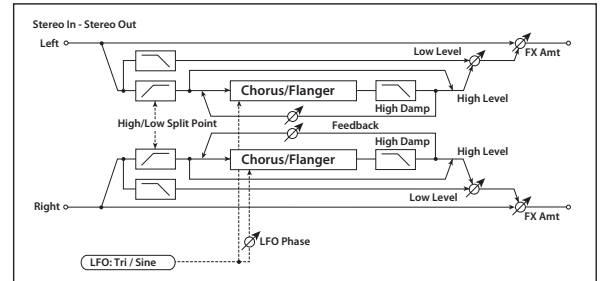 Stereo In - Stereo Out
Left
Low Level
FX Amt
Chorus/Flanger
High Damp
High Level
High/Low Split Point
Feedback
High Damp
High Level
Chorus/Flanger
Low Level
Right
FX Amt
LFO Phase
LFO: Tri / Sine